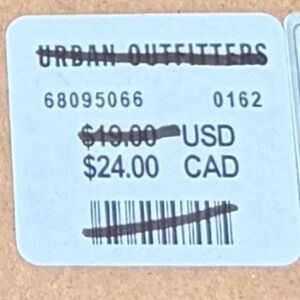 URBAN OUTFITTERS
68095066 0162
$19.00 USD
$24.00 CAD